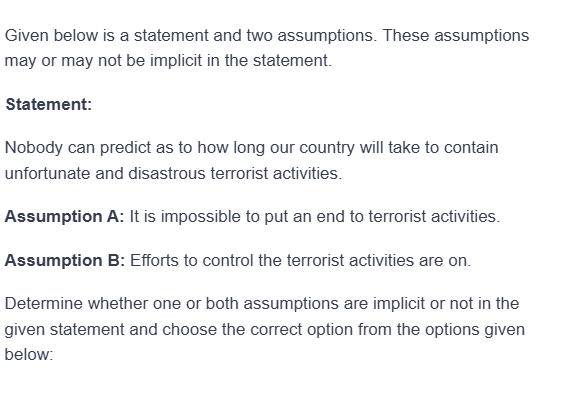 Given below is a statement and two assumptions. These assumptions
may or may not be implicit in the statement.
Statement:
Nobody can predict as to how long our country will take to contain
unfortunate and disastrous terrorist activities.
Assumption A: It is impossible to put an end to terrorist activities.
Assumption B: Efforts to control the terrorist activities are on.
Determine whether one or both assumptions are implicit or not in the
given statement and choose the correct option from the options given
below: